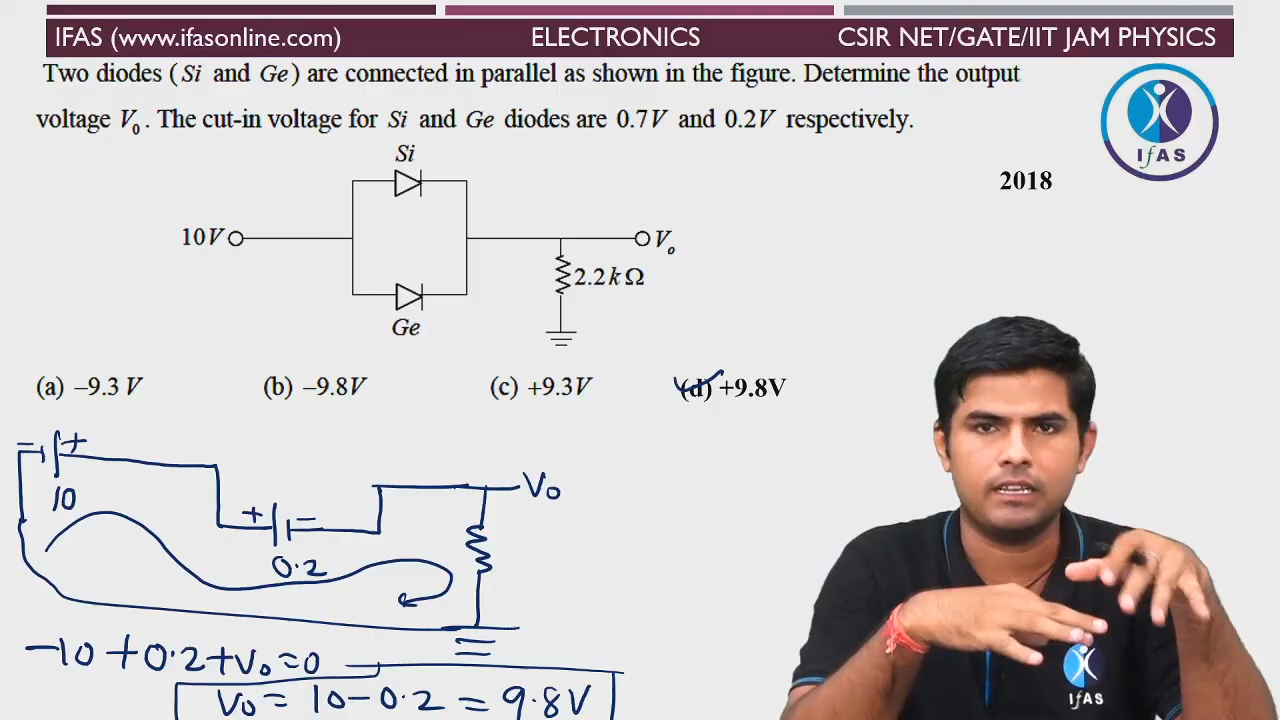 IFAS (www.ifasonline.com) ELECTRONICS CSIR NET/GATE/IIT JAM PHYSICS
Two diodes (Si and Ge) are connected in parallel as shown in the figure. Determine the output
voltage V₀. The cut-in voltage for Si and Ge diodes are 0.7V and 0.2V respectively.
IfAS
2018
Si
10V
Vₒ
2.2kΩ
Ge
(a) −9.3 V (b) −9.8V (c) +9.3V (d) +9.8V
− +
10
+ −
0.2
V₀
−10 + 0.2 + V₀ = 0
V₀ = 10 − 0.2 = 9.8V
IfAS